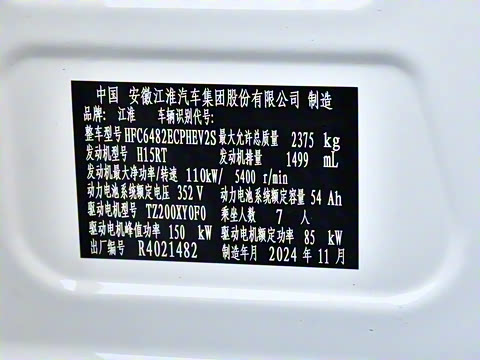 中国 安徽江淮汽车集团股份有限公司 制造
品牌: 江淮 车辆识别代号:
整车型号 HFC6482ECPHEV2S 最大允许总质量 2375 kg
发动机型号 H15RT 发动机排量 1499 mL
发动机最大净功率/转速 110kW/ 5400 r/min
动力电池系统额定电压 352 V 动力电池系统额定容量 54 Ah
驱动电机型号 TZ200XY0F0 乘坐人数 7 人
驱动电机峰值功率 150 kW 驱动电机额定功率 85 kW
出厂编号 R4021482 制造年月 2024 年 11 月